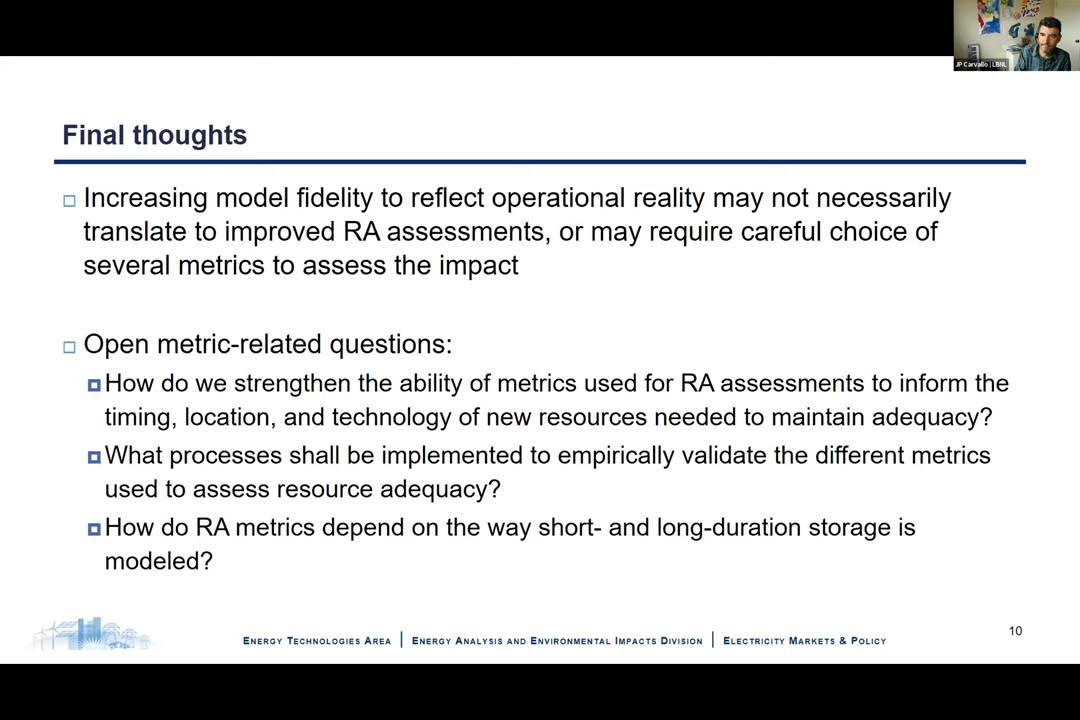 JP Carvallo | LBNL
Final thoughts
Increasing model fidelity to reflect operational reality may not necessarily
translate to improved RA assessments, or may require careful choice of
several metrics to assess the impact
Open metric-related questions:
How do we strengthen the ability of metrics used for RA assessments to inform the
timing, location, and technology of new resources needed to maintain adequacy?
What processes shall be implemented to empirically validate the different metrics
used to assess resource adequacy?
How do RA metrics depend on the way short- and long-duration storage is
modeled?
10
Energy Technologies Area | Energy Analysis and Environmental Impacts Division | Electricity Markets & Policy